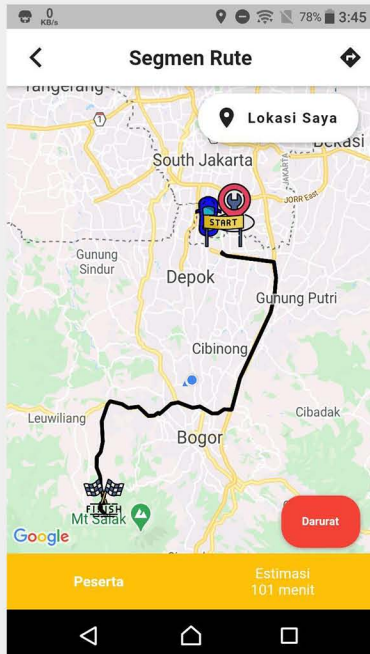 0
KB/s
78%
3:45
Segmen Rute
Lokasi Saya
Tangerang
1
Bekasi
South Jakarta
JAKARTA
JORR East
START
Gunung
Sindur
Depok
Gunung Putri
Cibinong
Leuwiliang
Cibadak
Bogor
FINISH
Mt Salak
Google
Darurat
Peserta
Estimasi
101 menit